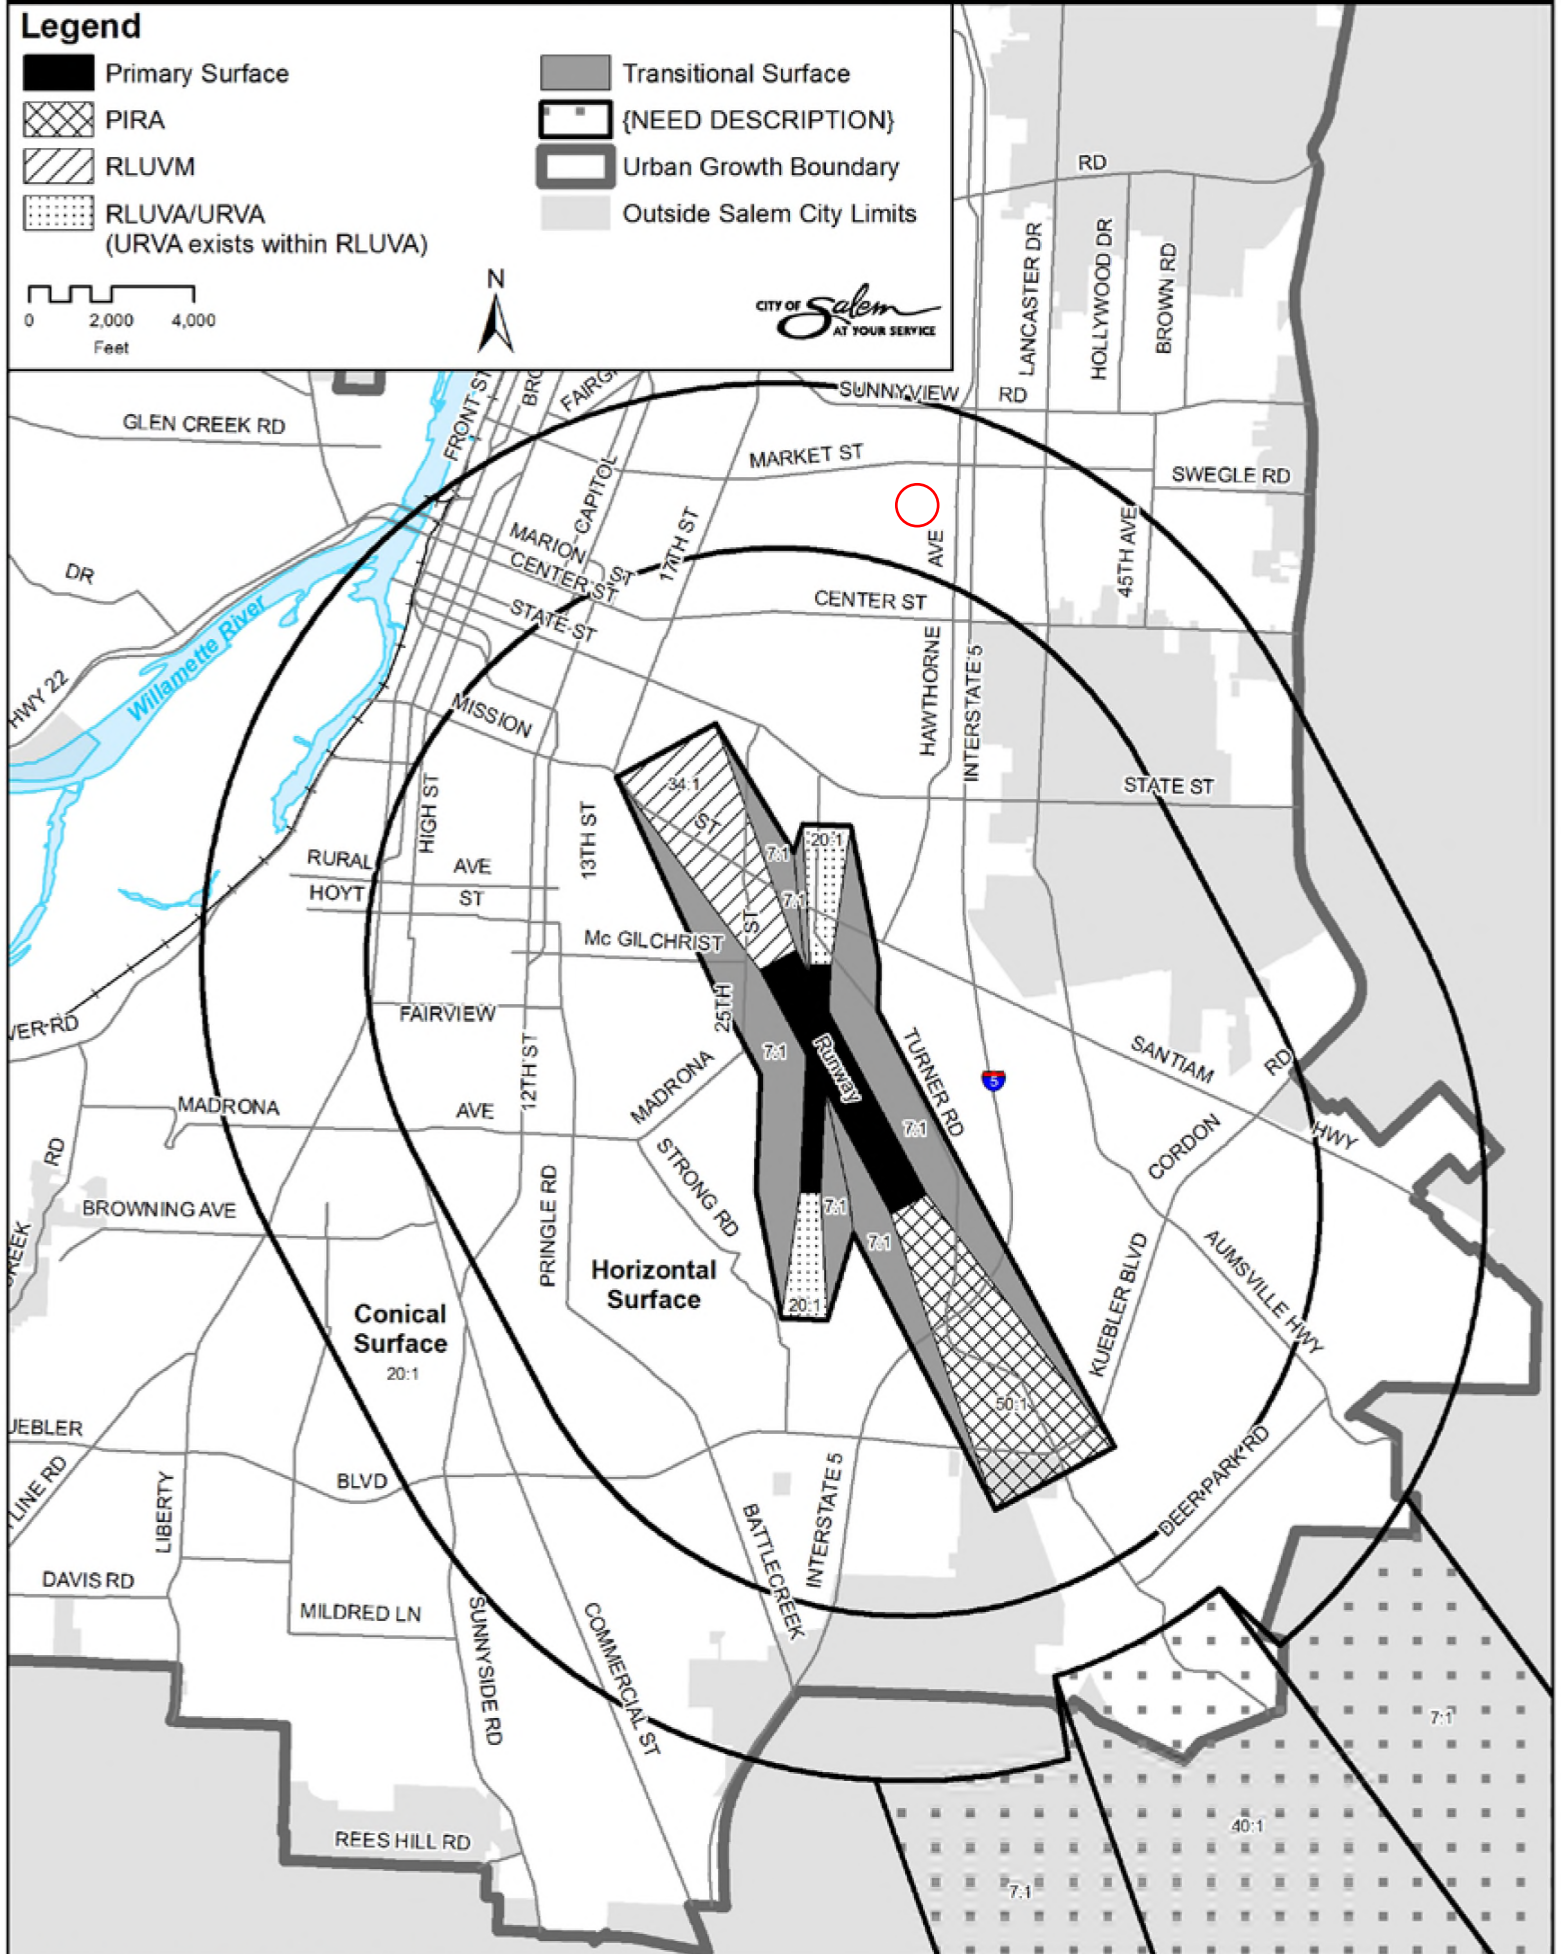 Legend
Primary Surface
PIRA
RLUVM
RLUVA/URVA
(URVA exists within RLUVA)
Transitional Surface
{NEED DESCRIPTION}
Urban Growth Boundary
Outside Salem City Limits
0 2,000 4,000
Feet
N
CITY OF Salem
AT YOUR SERVICE
RD
LANCASTER DR
HOLLYWOOD DR
BROWN RD
SUNNYVIEW RD
GLEN CREEK RD
FRONT ST
MARKET ST
SWEGLE RD
CAPITOL
ST
17TH ST
MARION
CENTER ST
STATE ST
AVE
45TH AVE
CENTER ST
DR
Willamette River
HWY 22
MISSION
HAWTHORNE
INTERSTATE 5
STATE ST
34:1
ST
7:1
20:1
7:1
HIGH ST
13TH ST
RURAL AVE
HOYT ST
Mc GILCHRIST
ST
25TH
FAIRVIEW
12TH ST
VER RD
7:1
Runway
TURNER RD
5
SANTIAM
HWY
RD
CORDON
MADRONA
MADRONA AVE
7:1
STRONG RD
RD
BROWNING AVE
PRINGLE RD
7:1
7:1
20:1
Horizontal
Surface
Conical
Surface
20:1
REEK
KUEBLER BLVD
AUMSVILLE HWY
50:1
UEBLER
BLVD
LINE RD
LIBERTY
DEER PARK RD
INTERSTATE 5
BATTLECREEK
DAVIS RD
MILDRED LN
SUNNYSIDE RD
COMMERCIAL ST
7:1
40:1
7:1
REES HILL RD